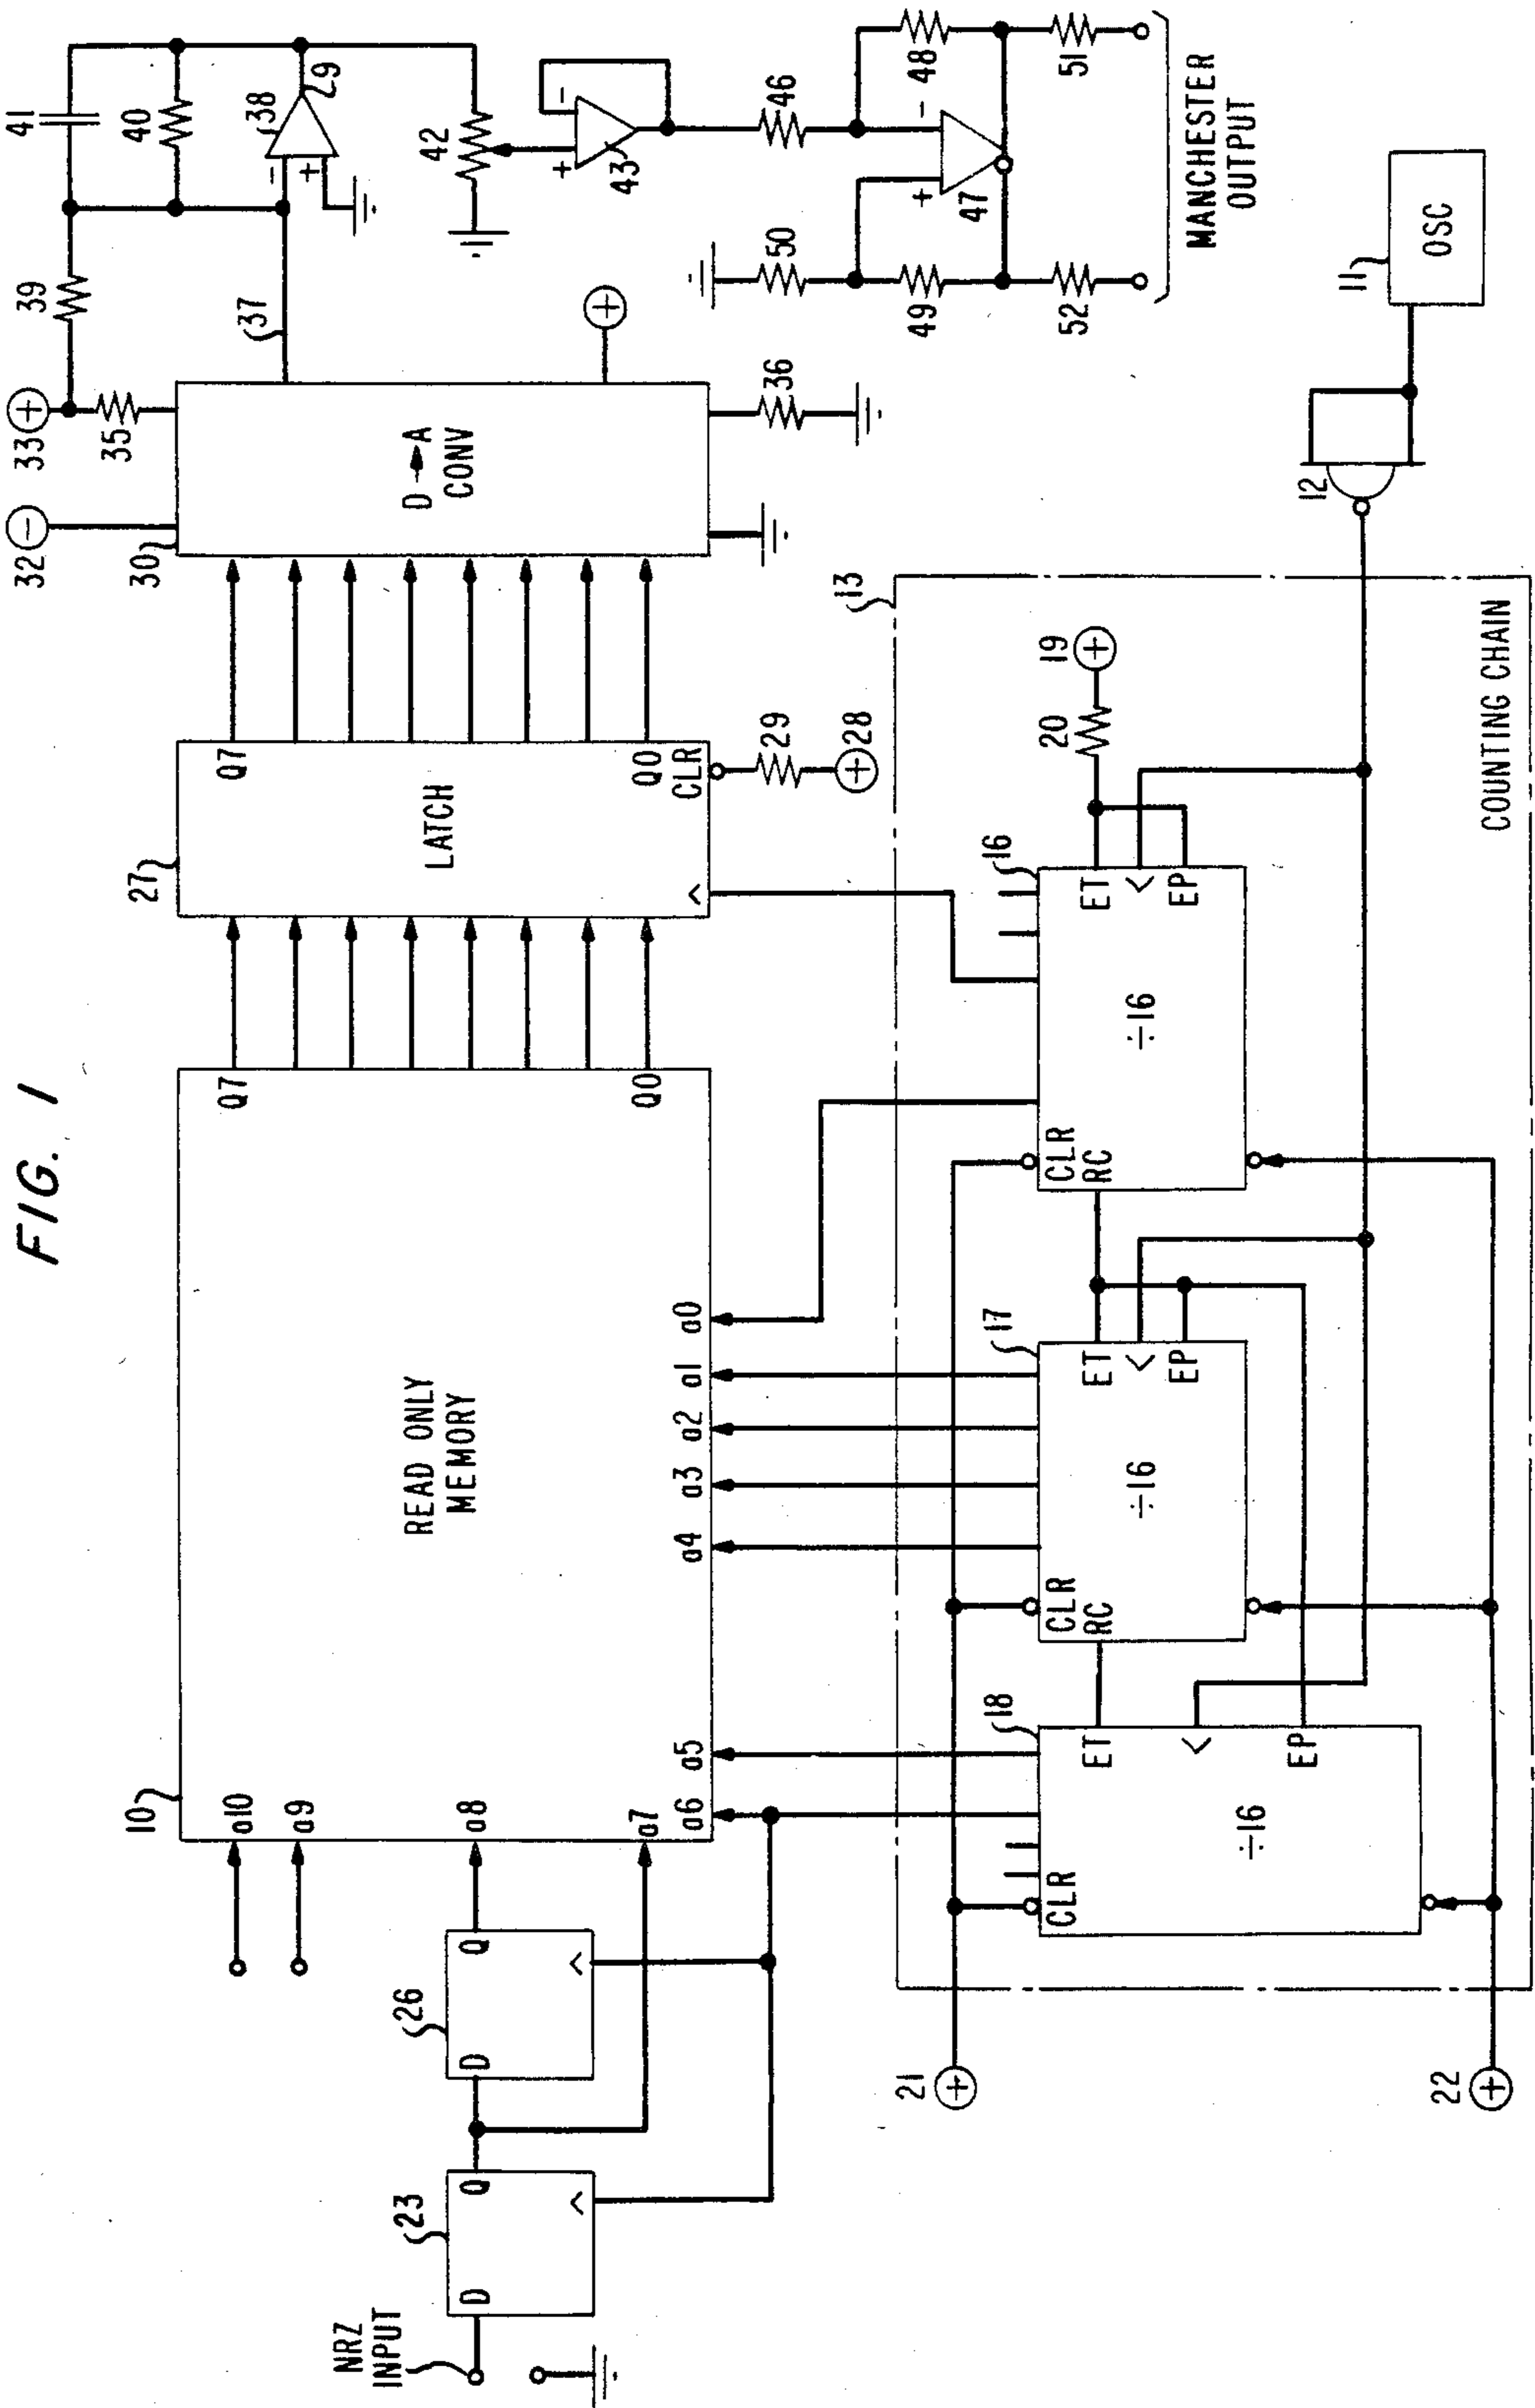 FIG. 1
NRZ
INPUT
23
D
Q
<
26
D
Q
<
10
a10
a9
a8
a7
a6
a5
a4
a3
a2
a1
a0
READ ONLY
MEMORY
Q7
Q0
27
Q7
LATCH
Q0
CLR
<
29
+28
30
D→A
CONV
32 −
33 +
35
36
+
37
39
41
40
38
29
-
+
42
43
+
-
46
47
+
-
48
49
50
51
52
MANCHESTER
OUTPUT
11
OSC
12
13
COUNTING CHAIN
16
ET
<
EP
÷16
CLR
RC
19
+
20
17
ET
<
EP
÷16
CLR
RC
18
ET
<
EP
÷16
CLR
21
+
22
+